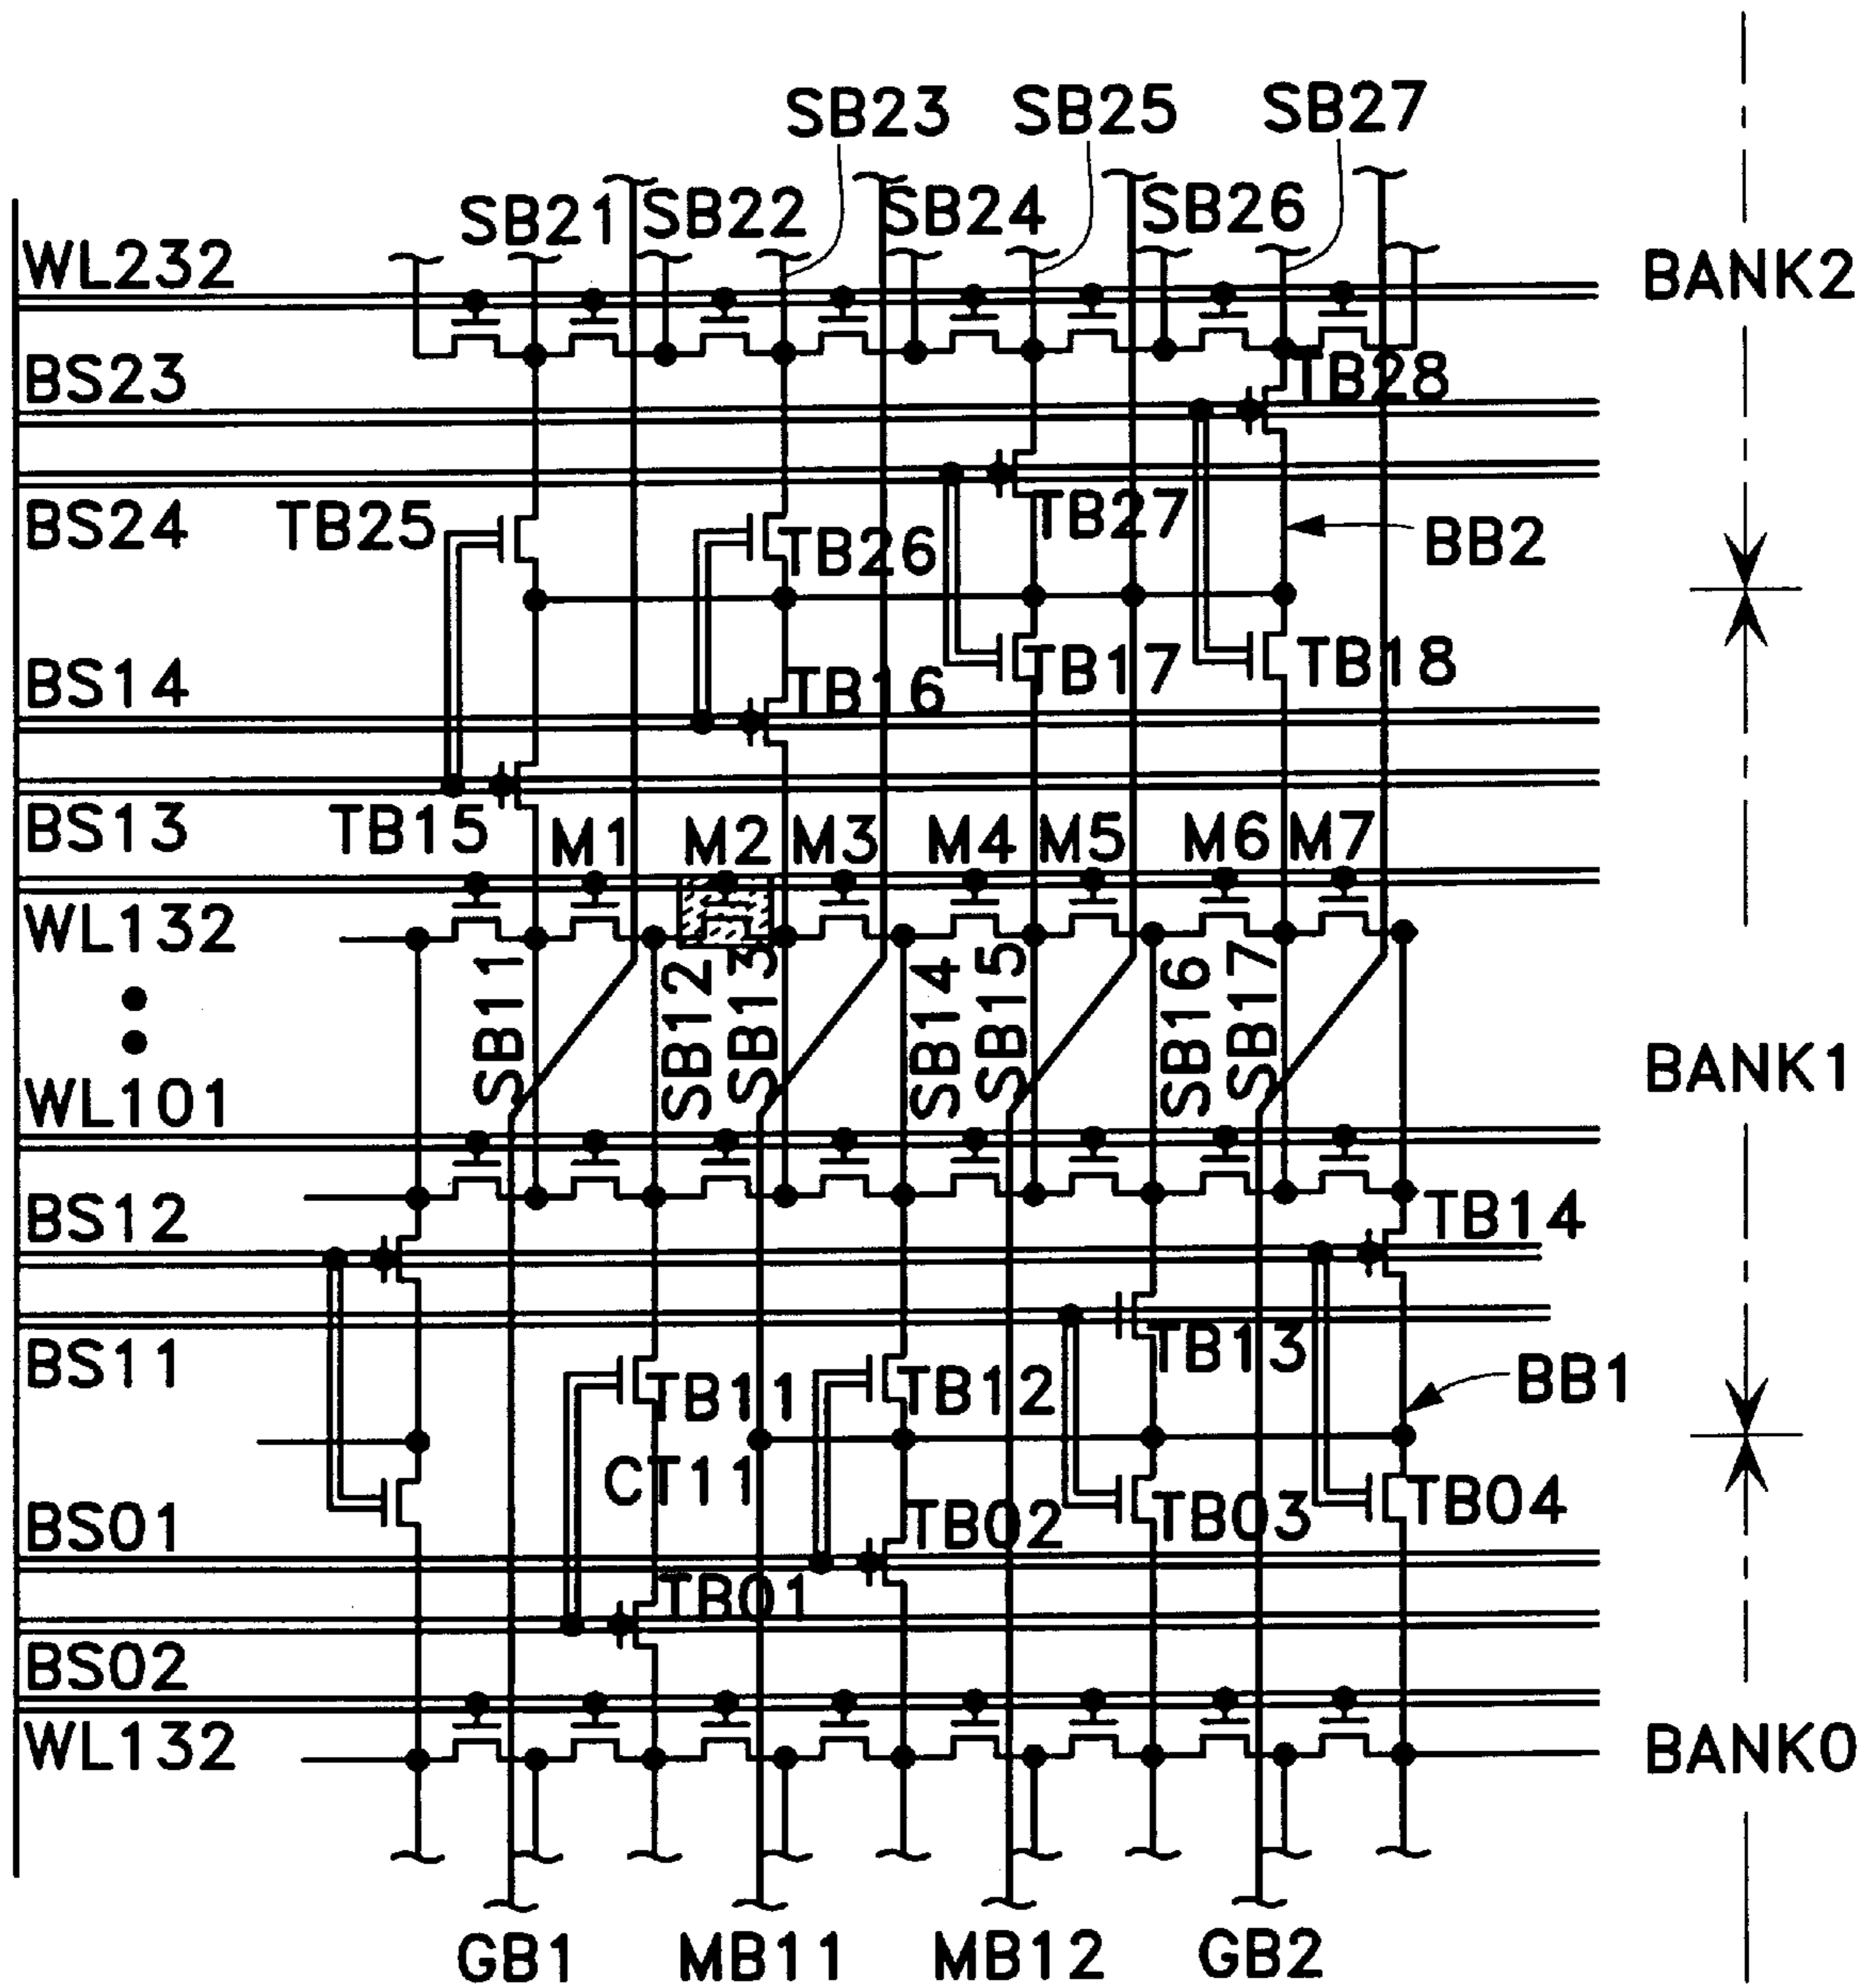 SB23 SB25 SB27
SB21 SB22 SB24 SB26
WL232
BANK2
BS23
TB28
BS24
TB25
TB26
TB27
BB2
BS14
TB16
TB17
TB18
BS13
TB15
M1 M2 M3 M4 M5 M6 M7
WL132
SB11 SB12 SB13 SB14 SB15 SB16 SB17
WL101
BANK1
BS12
TB14
BS11
TB11
TB12
TB13
BB1
CT11
BS01
TB02
TB03
TB04
TB01
BS02
WL132
BANK0
GB1 MB11 MB12 GB2